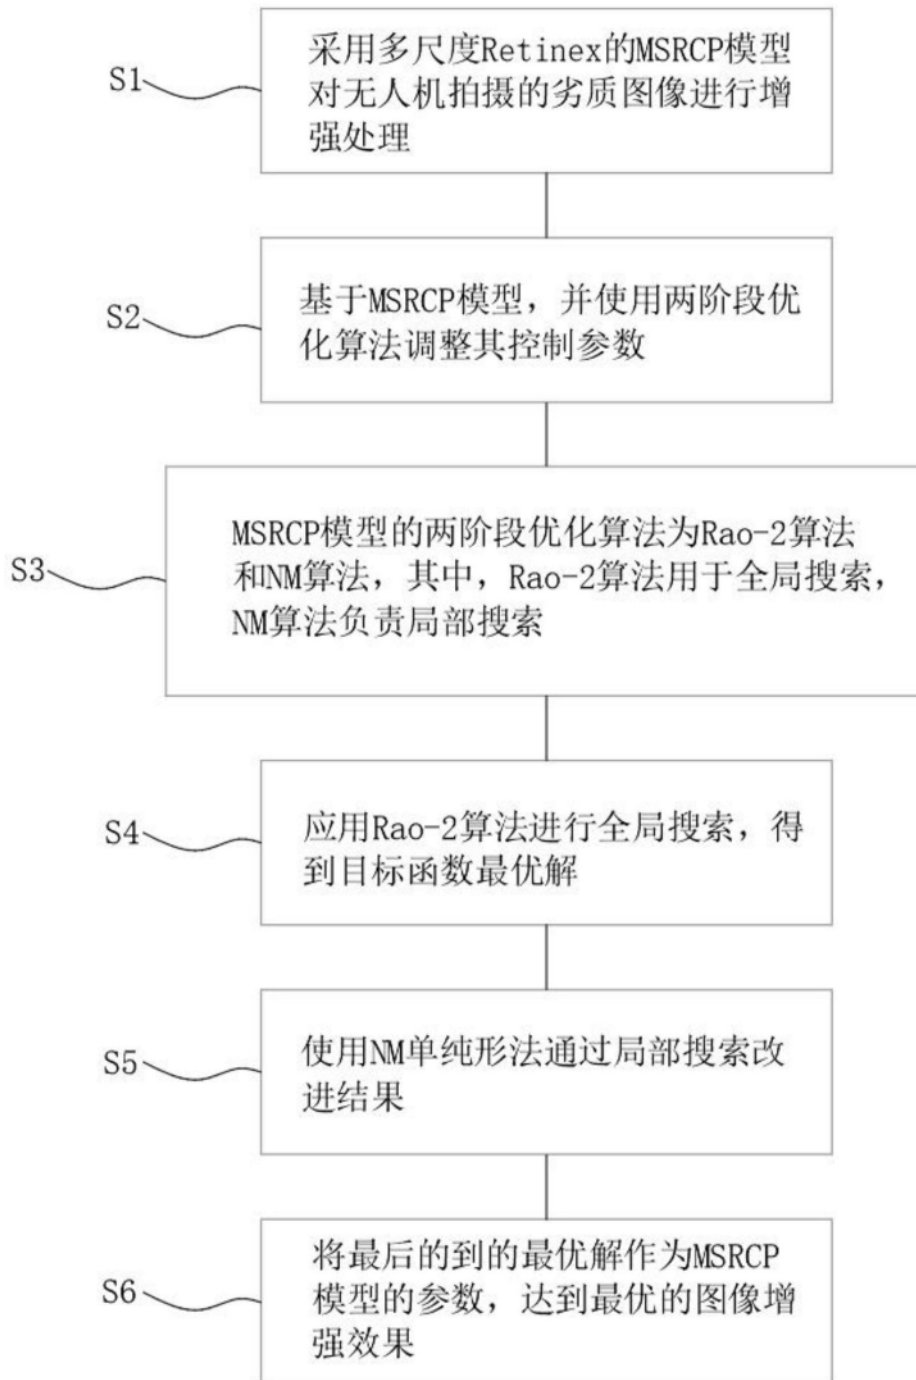 S1
采用多尺度Retinex的MSRCP模型
对无人机拍摄的劣质图像进行增
强处理
S2
基于MSRCP模型，并使用两阶段优
化算法调整其控制参数
S3
MSRCP模型的两阶段优化算法为Rao-2算法
和NM算法，其中，Rao-2算法用于全局搜索，
NM算法负责局部搜索
S4
应用Rao-2算法进行全局搜索，得
到目标函数最优解
S5
使用NM单纯形法通过局部搜索改
进结果
S6
将最后的到的最优解作为MSRCP
模型的参数，达到最优的图像增
强效果